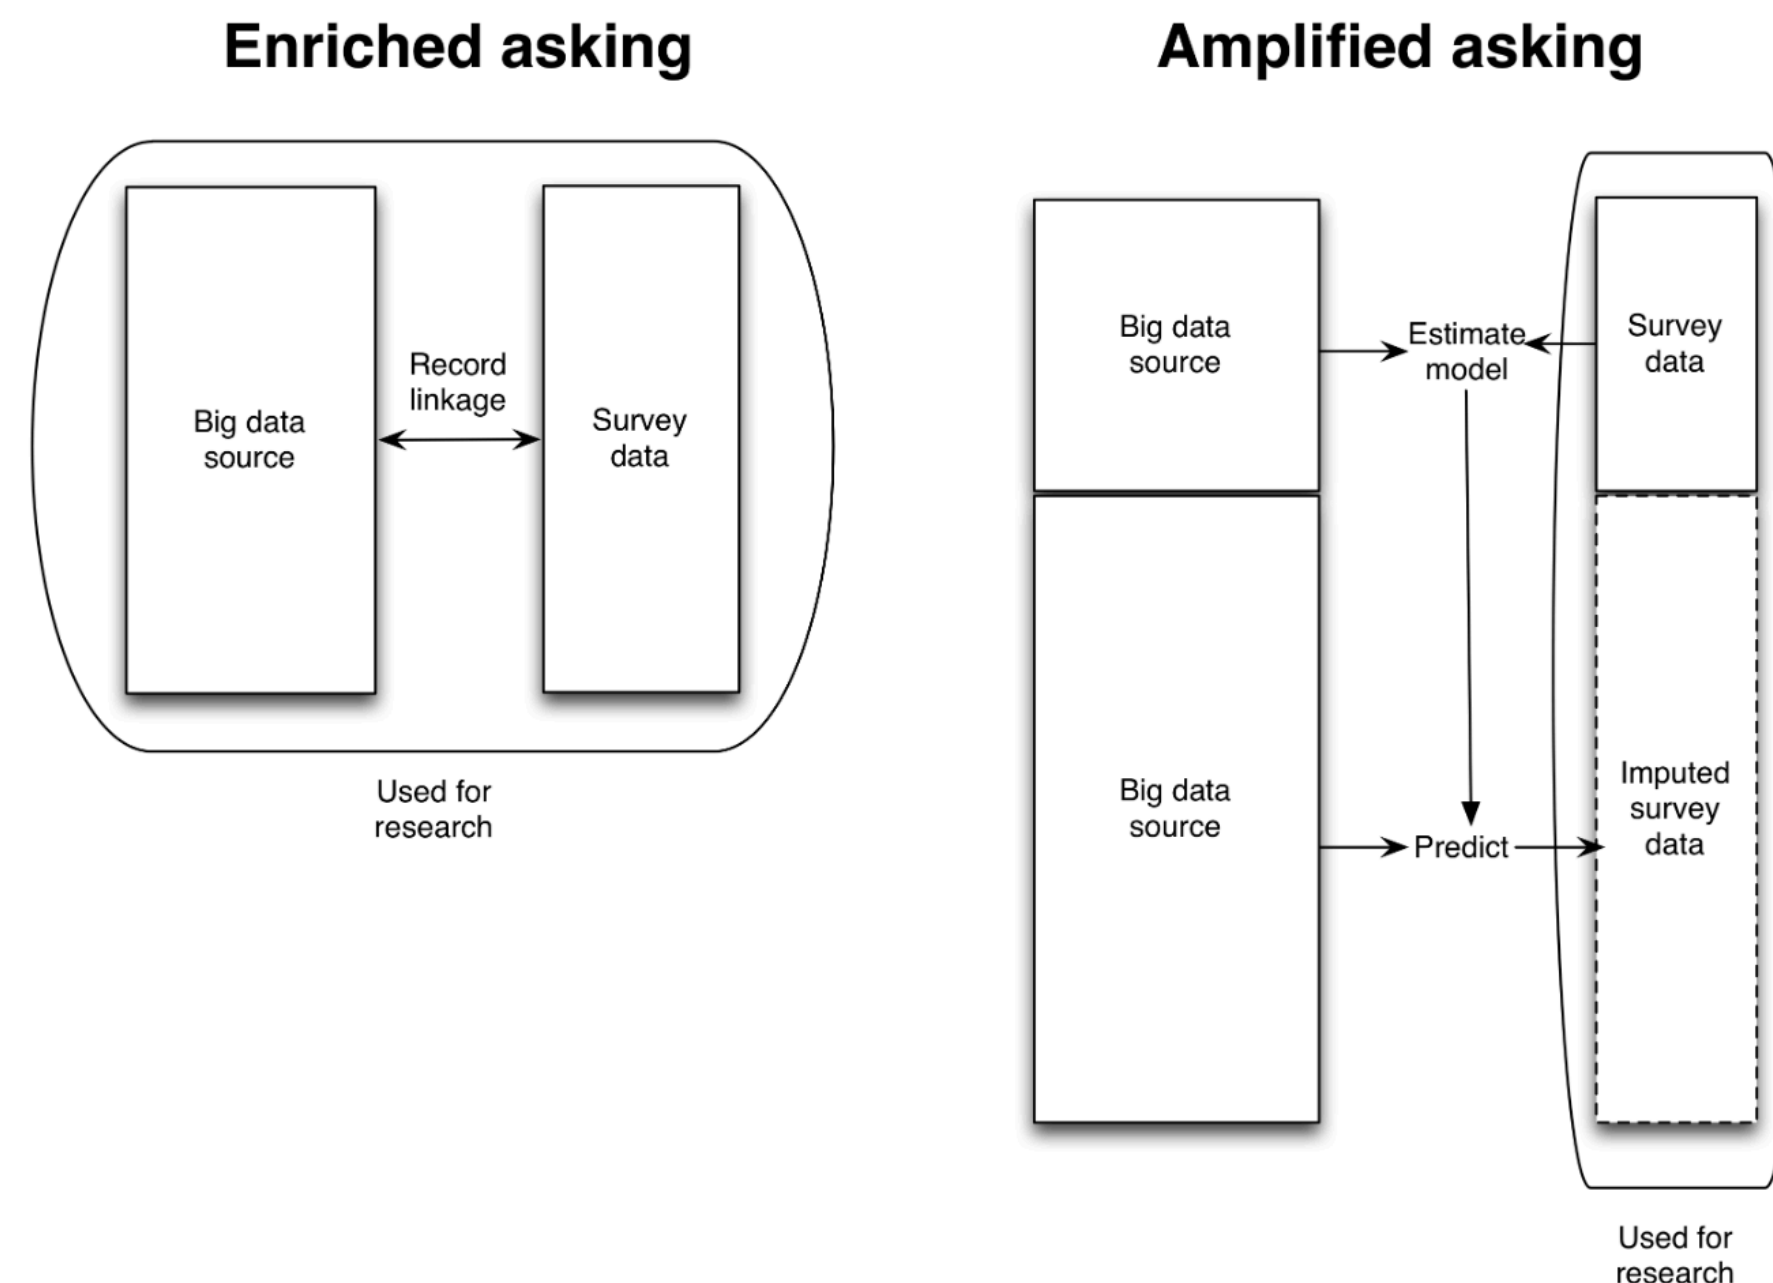 Enriched asking
Big data
source
Record
linkage
Survey
data
Used for
research
Amplified asking
Big data
source
Estimate
model
Survey
data
Big data
source
Predict
Imputed
survey
data
Used for
research